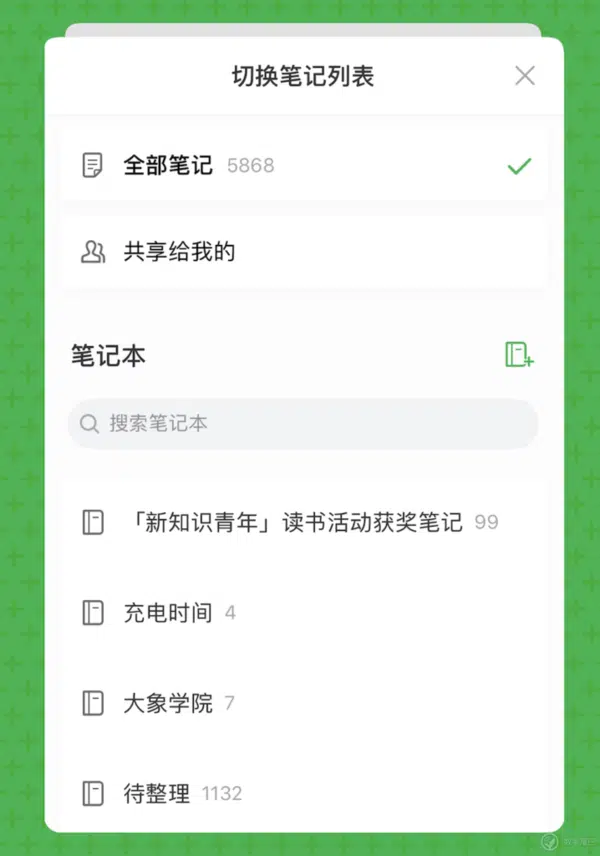 切换笔记列表
全部笔记 5868
共享给我的
笔记本
搜索笔记本
「新知识青年」读书活动获奖笔记 99
充电时间 4
大象学院 7
待整理 1132